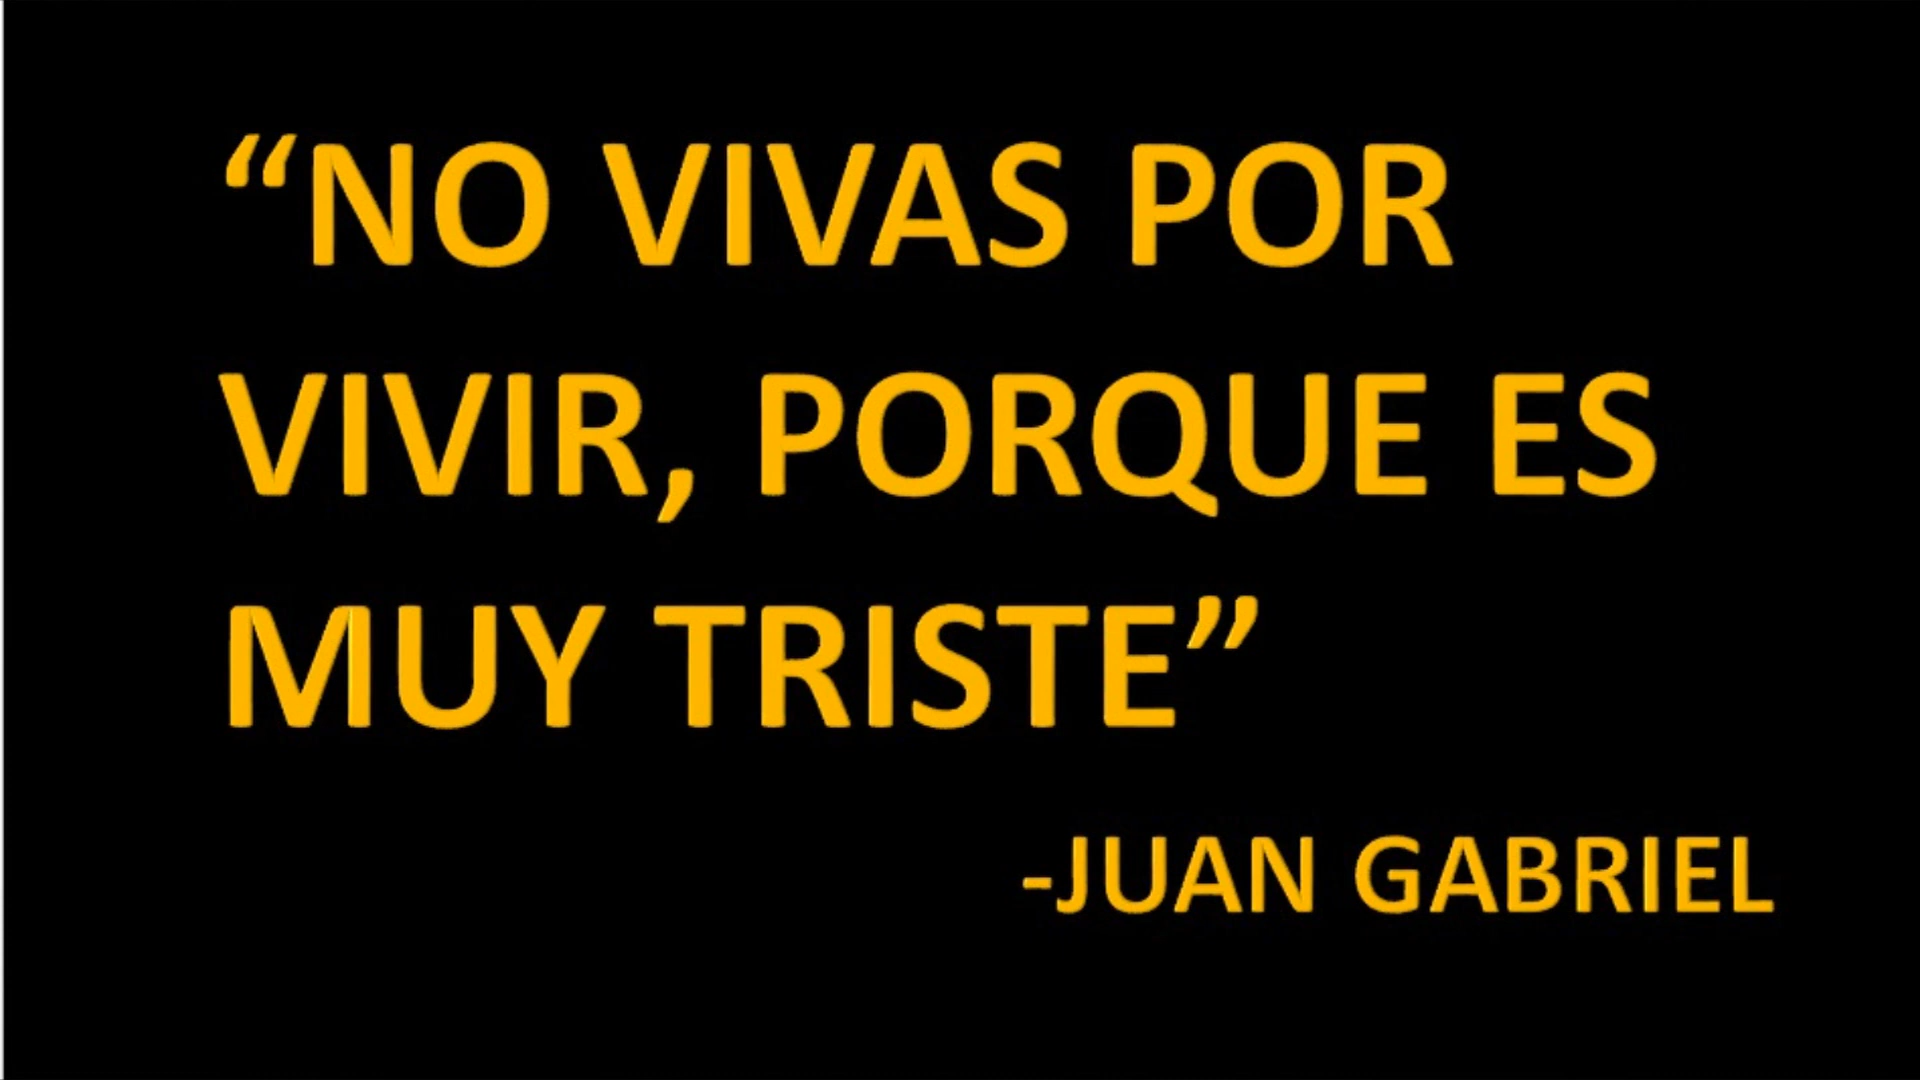 “NO VIVAS POR
VIVIR, PORQUE ES
MUY TRISTE”
-JUAN GABRIEL